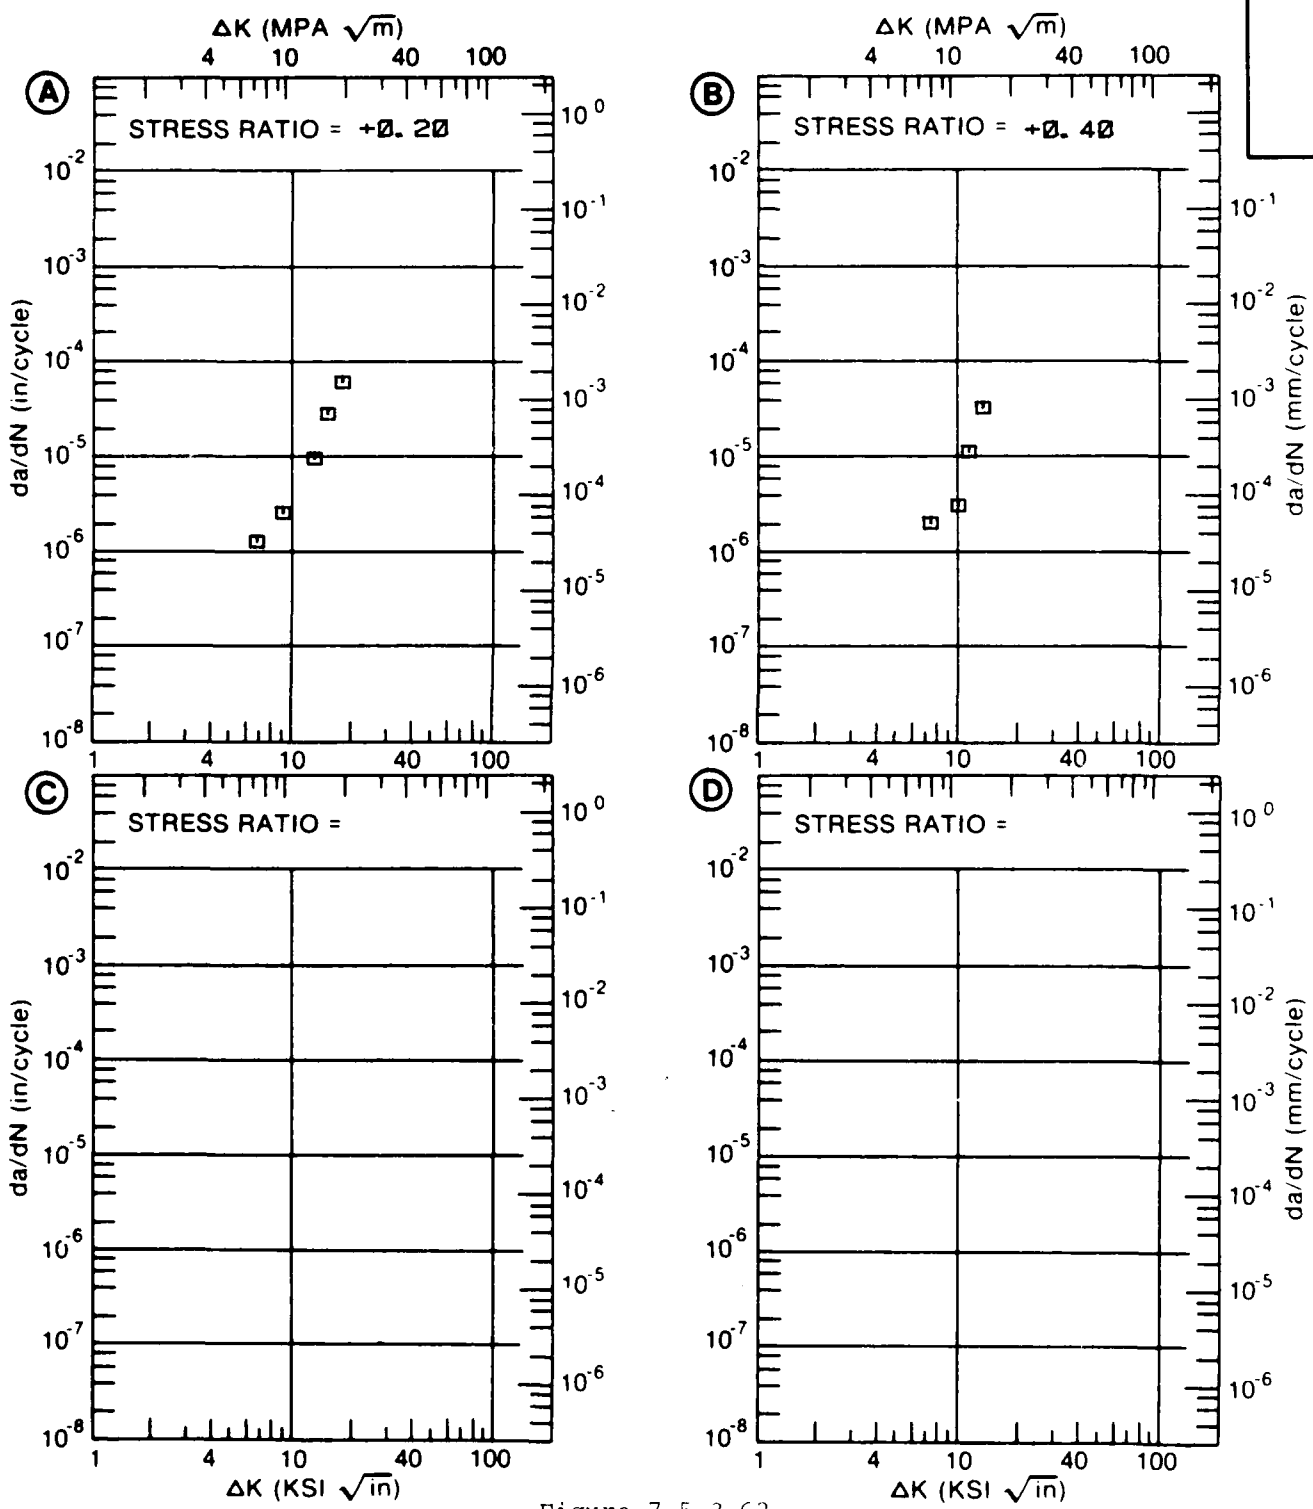 ΔK (MPA √m)
4 10 40 100
A
STRESS RATIO = +0.20
10^0
10^-1
10^-2
10^-3
10^-4
10^-5
10^-6
10^-2
10^-3
10^-4
10^-5
10^-6
10^-7
10^-8
da/dN (in/cycle)
1 4 10 40 100
ΔK (MPA √m)
4 10 40 100
B
STRESS RATIO = +0.40
10^-2
10^-3
10^-4
10^-5
10^-6
10^-7
10^-8
10^-1
10^-2
10^-3
10^-4
10^-5
10^-6
da/dN (mm/cycle)
1 4 10 40 100
C
STRESS RATIO =
10^0
10^-1
10^-2
10^-3
10^-4
10^-5
10^-6
10^-2
10^-3
10^-4
10^-5
10^-6
10^-7
10^-8
da/dN (in/cycle)
1 4 10 40 100
ΔK (KSI √in)
D
STRESS RATIO =
10^-2
10^-3
10^-4
10^-5
10^-6
10^-7
10^-8
10^0
10^-1
10^-2
10^-3
10^-4
10^-5
10^-6
da/dN (mm/cycle)
1 4 10 40 100
ΔK (KSI √in)
Figure 7.5.3.62